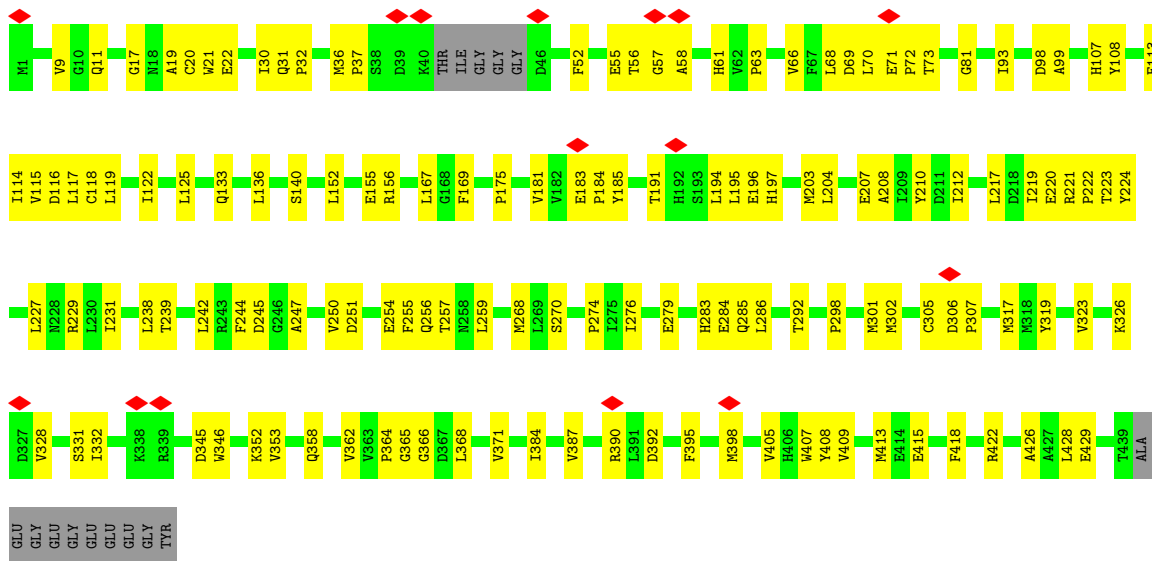 M1 V9 G10 Q11 G17 N18 A19 C20 W21 E22 I30 Q31 P32 M36 P37 S38 D39 K40 THR ILE GLY GLY GLY D46 F52 E55 T56 G57 A58 H61 V62 P63 V66 F67 L68 D69 L70 E71 P72 T73 G81 I93 D98 A99 H107 Y108
I114 V115 D116 L117 C118 L119 I122 L125 Q133 L136 S140 L152 E155 R156 L167 G168 F169 P175 V181 V182 E183 P184 Y185 T191 H192 S193 L194 L195 E196 H197 M203 L204 E207 A208 I209 Y210 D211 I212 L217 D218 I219 E220 R221 P222 T223 Y224
L227 N228 R229 L230 I231 L238 T239 L242 R243 F244 D245 G246 A247 V250 D251 E254 F255 Q256 T257 N258 L259 M268 L269 S270 P274 I275 I276 E279 H283 E284 Q285 L286 T292 P298 M301 M302 C305 D306 P307 M317 M318 Y319 V323 K326
D327 V328 S331 I332 K338 R339 D345 W346 K352 V353 Q358 V362 V363 P364 G365 G366 D367 L368 V371 I384 V387 R390 L391 D392 F395 M398 V405 H406 W407 Y408 V409 M413 E414 E415 F418 R422 A426 A427 L428 E429 T439 ALA
GLU GLY GLU GLY GLU GLU GLU GLY TYR